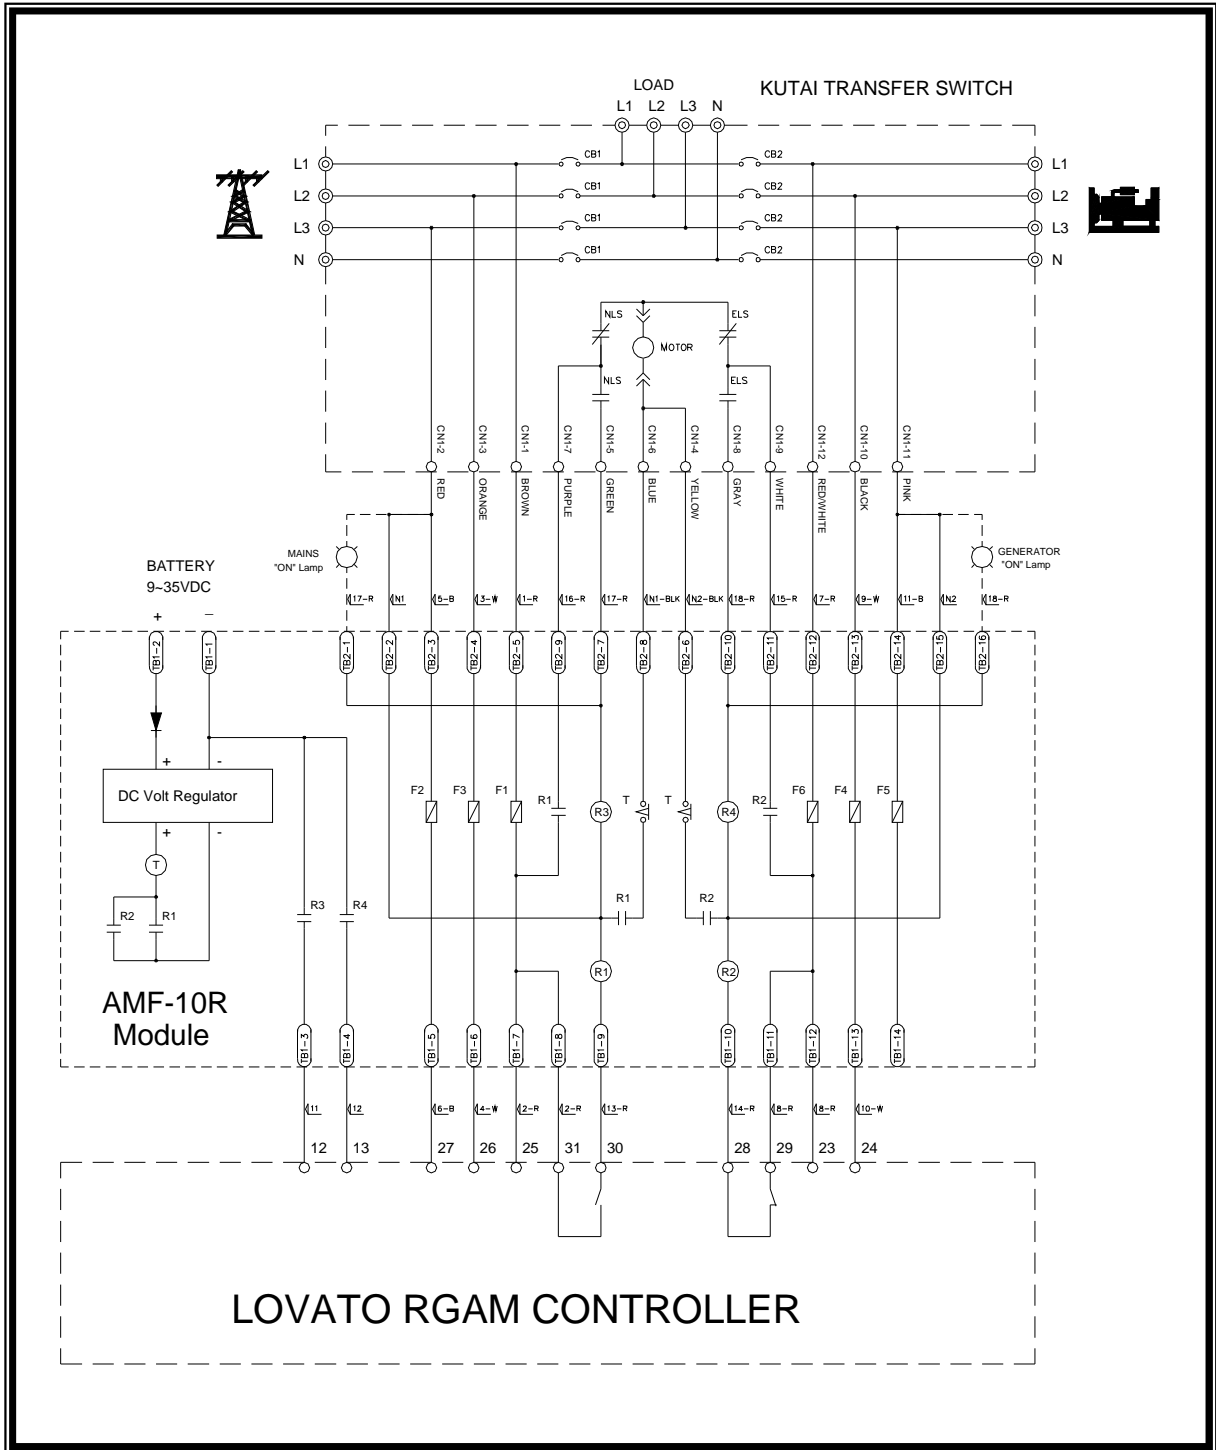 LOAD KUTAI TRANSFER SWITCH
L1 L2 L3 N
L1 CB1 CB2 L1
L2 CB1 CB2 L2
L3 CB1 CB2 L3
N CB1 CB2 N
NLS ELS
MOTOR
NLS ELS
CN1-2 CN1-3 CN1-1 CN1-7 CN1-5 CN1-6 CN1-4 CN1-8 CN1-9 CN1-12 CN1-10 CN1-11
RED ORANGE BROWN PURPLE GREEN BLUE YELLOW GRAY WHITE RED/WHITE BLACK PINK
MAINS
"ON" Lamp
GENERATOR
"ON" Lamp
BATTERY
9~35VDC
+ –
17-R N1 5-B 3-W 1-R 16-R 17-R N1-BLK N2-BLK 18-R 15-R 7-R 9-W 11-B N2 18-R
TB1-2 TB1-1 TB2-1 TB2-2 TB2-3 TB2-4 TB2-5 TB2-9 TB2-7 TB2-8 TB2-6 TB2-10 TB2-11 TB2-12 TB2-13 TB2-14 TB2-15 TB2-16
+ -
DC Volt Regulator
F2 F3 F1 R1 R3 T T R4 R2 F6 F4 F5
+ -
T
R2 R1 R3 R4 R1 R2
R1 R2
AMF-10R
Module
TB1-3 TB1-4 TB1-5 TB1-6 TB1-7 TB1-8 TB1-9 TB1-10 TB1-11 TB1-12 TB1-13 TB1-14
11 12 6-B 4-W 2-R 2-R 13-R 14-R 8-R 8-R 10-W
12 13 27 26 25 31 30 28 29 23 24
LOVATO RGAM CONTROLLER